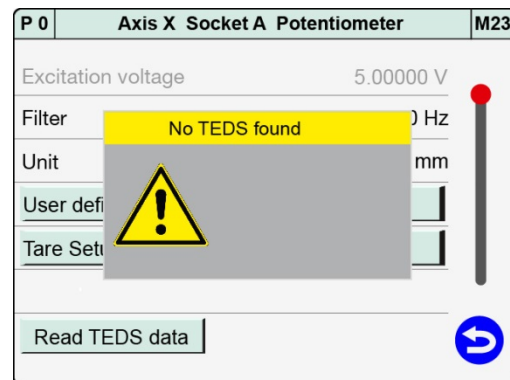 P 0 Axis X Socket A Potentiometer M23
Excitation voltage 5.00000 V
Filter Hz
No TEDS found
Unit mm
User
Tare
Read TEDS data